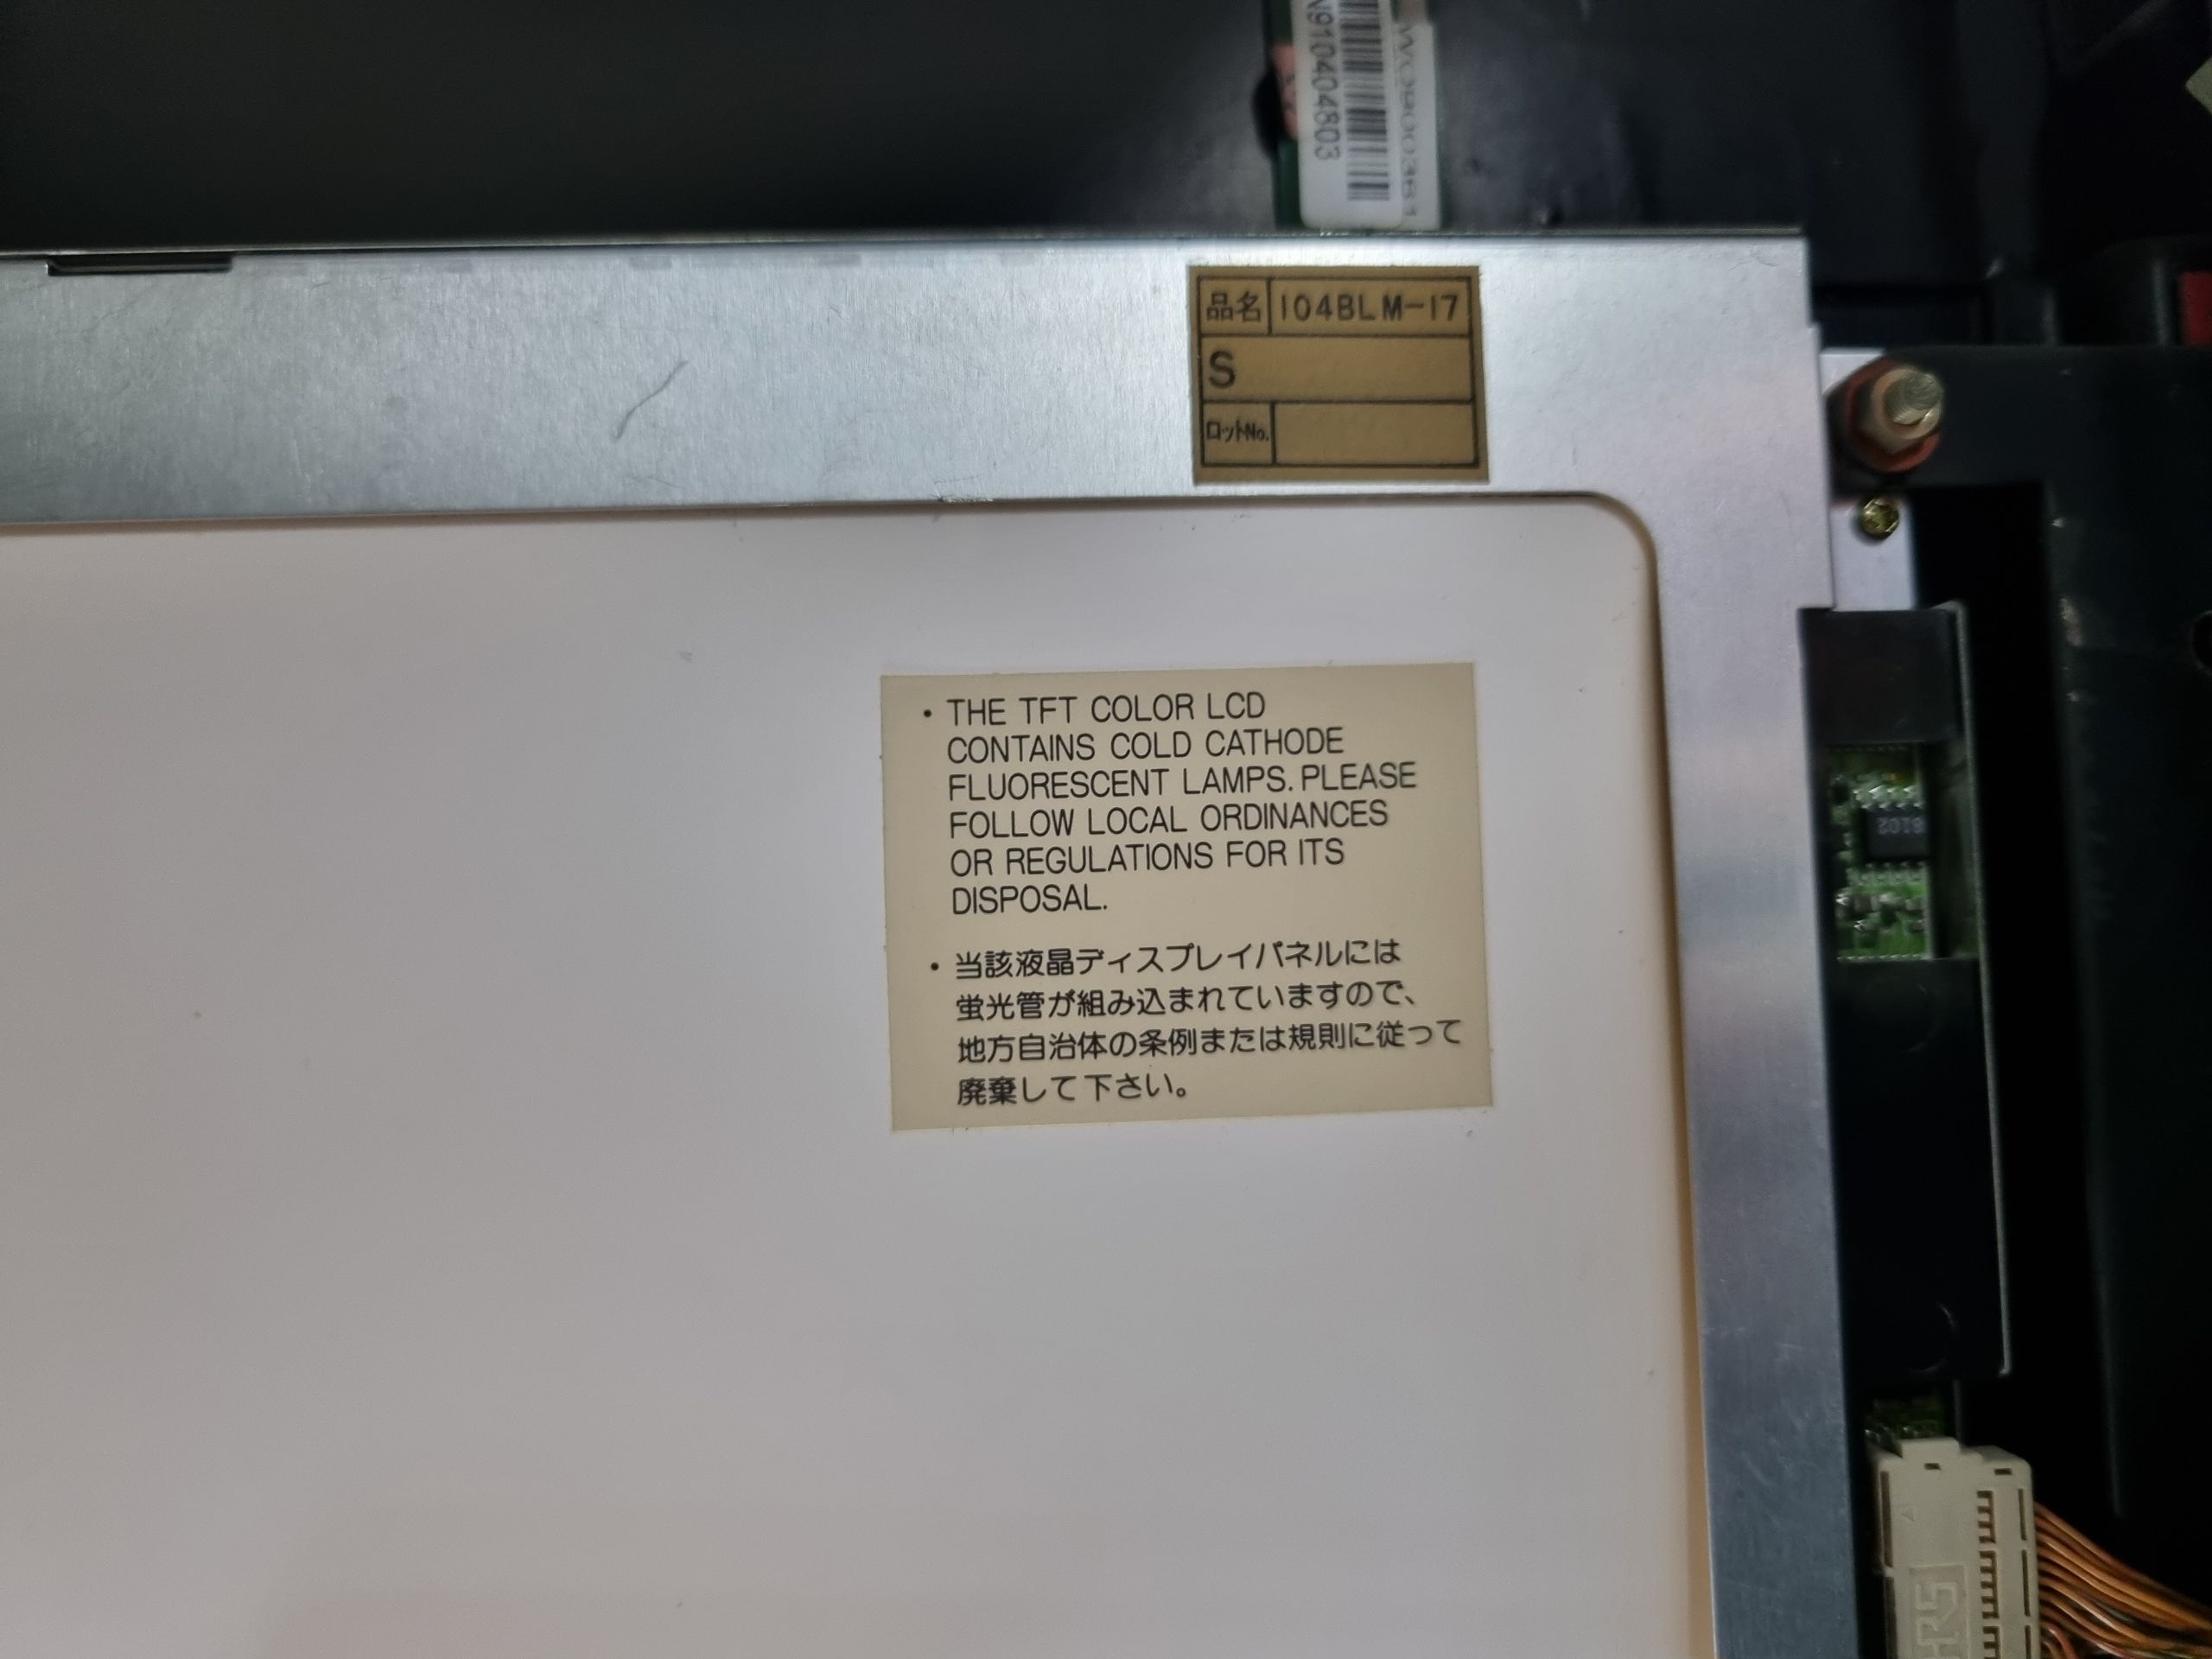 N910404803
品名 104BLM-17
S
ロットNo.
・THE TFT COLOR LCD
CONTAINS COLD CATHODE
FLUORESCENT LAMPS. PLEASE
FOLLOW LOCAL ORDINANCES
OR REGULATIONS FOR ITS
DISPOSAL.
・当該液晶ディスプレイパネルには
蛍光管が組み込まれていますので、
地方自治体の条例または規則に従って
廃棄して下さい。
HRS